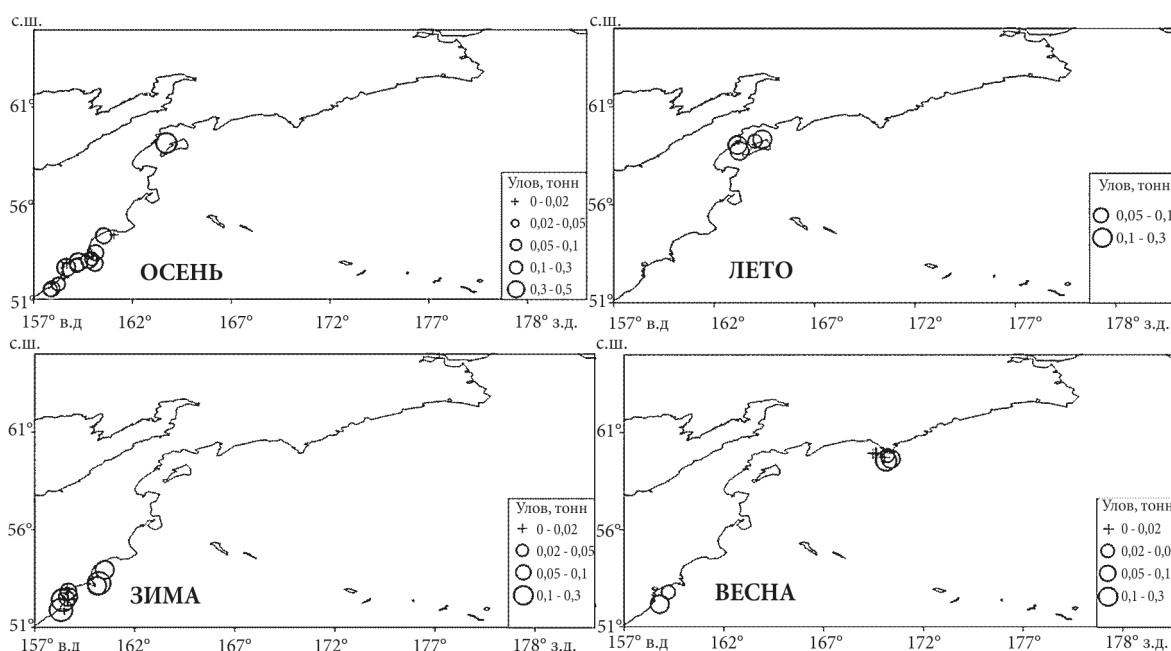 с.ш.
61°
56°
51°
157° в.д
162°
167°
172°
177°
178° з.д.
ОСЕНЬ
Улов, тонн
0 - 0,02
0,02 - 0,05
0,05 - 0,1
0,1 - 0,3
0,3 - 0,5
с.ш.
61°
56°
51°
157° в.д
162°
167°
172°
177°
178° з.д.
ЛЕТО
Улов, тонн
0,05 - 0,1
0,1 - 0,3
с.ш.
61°
56°
51°
157° в.д
162°
167°
172°
177°
178° з.д.
ЗИМА
Улов, тонн
0 - 0,02
0,02 - 0,05
0,05 - 0,1
0,1 - 0,3
с.ш.
61°
56°
51°
157° в.д
162°
167°
172°
177°
178° з.д.
ВЕСНА
Улов, тонн
0 - 0,02
0,02 - 0,0
0,05 - 0,1
0,1 - 0,3